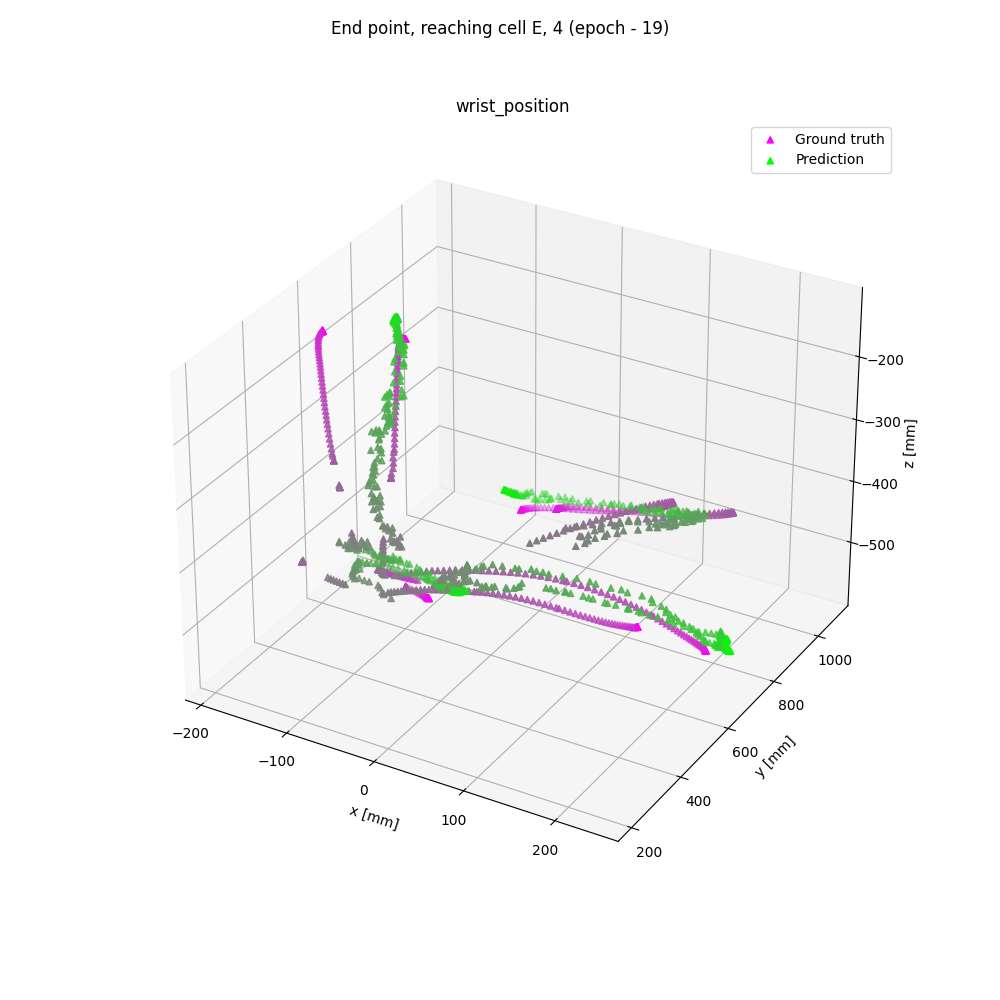 End point, reaching cell E, 4 (epoch - 19)
wrist_position
Ground truth
Prediction
−200
−300
−400
−500
z [mm]
1000
800
600
400
200
y [mm]
−200
−100
0
100
200
x [mm]